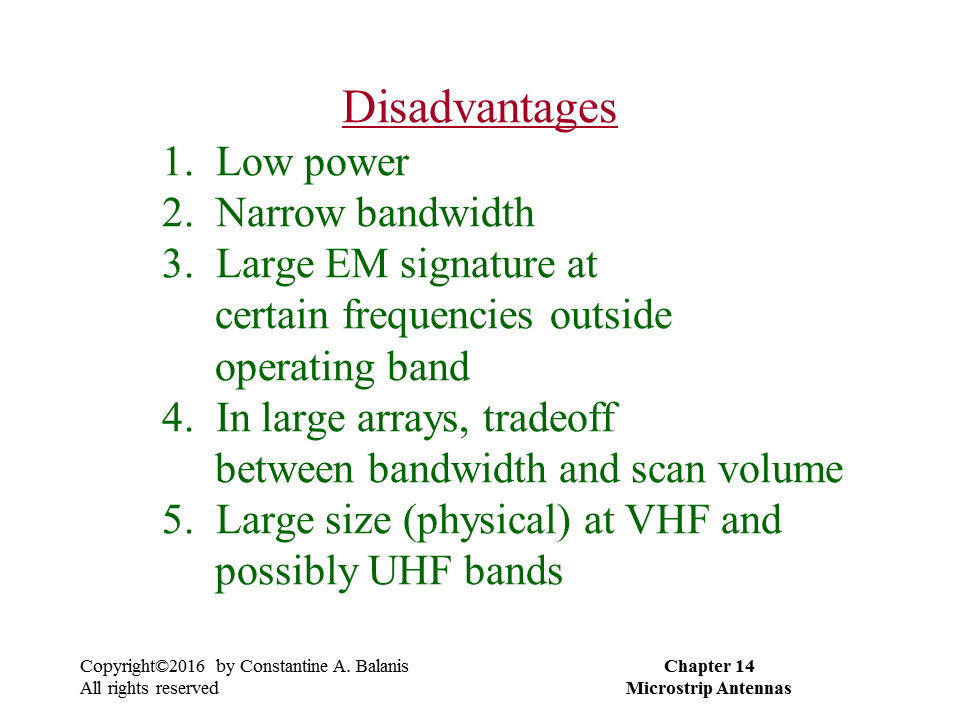 Disadvantages
1. Low power
2. Narrow bandwidth
3. Large EM signature at
certain frequencies outside
operating band
4. In large arrays, tradeoff
between bandwidth and scan volume
5. Large size (physical) at VHF and
possibly UHF bands
Copyright©2016 by Constantine A. Balanis
All rights reserved
Chapter 14
Microstrip Antennas